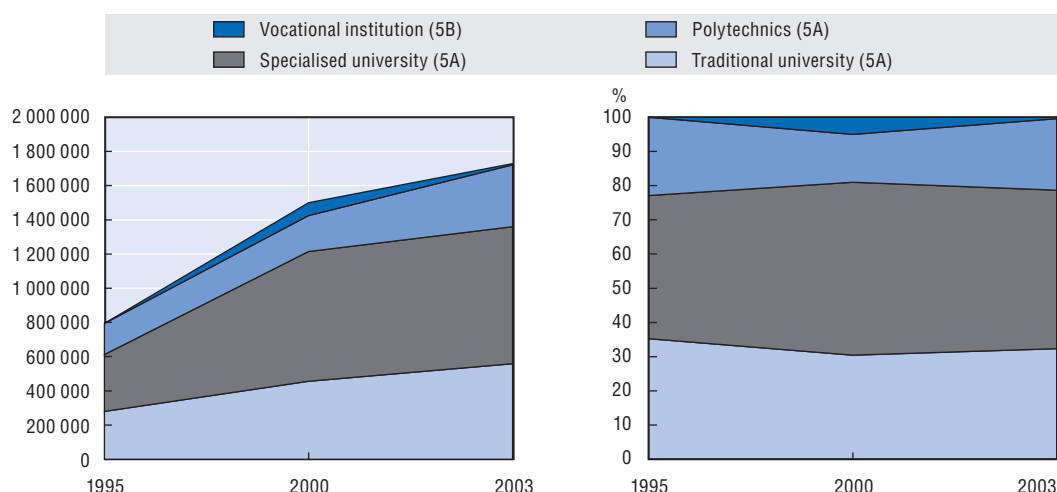 Vocational institution (5B)
Polytechnics (5A)
Specialised university (5A)
Traditional university (5A)
2 000 000
1 800 000
1 600 000
1 400 000
1 200 000
1 000 000
800 000
600 000
400 000
200 000
0
1995
2000
2003
%
100
90
80
70
60
50
40
30
20
10
0
1995
2000
2003